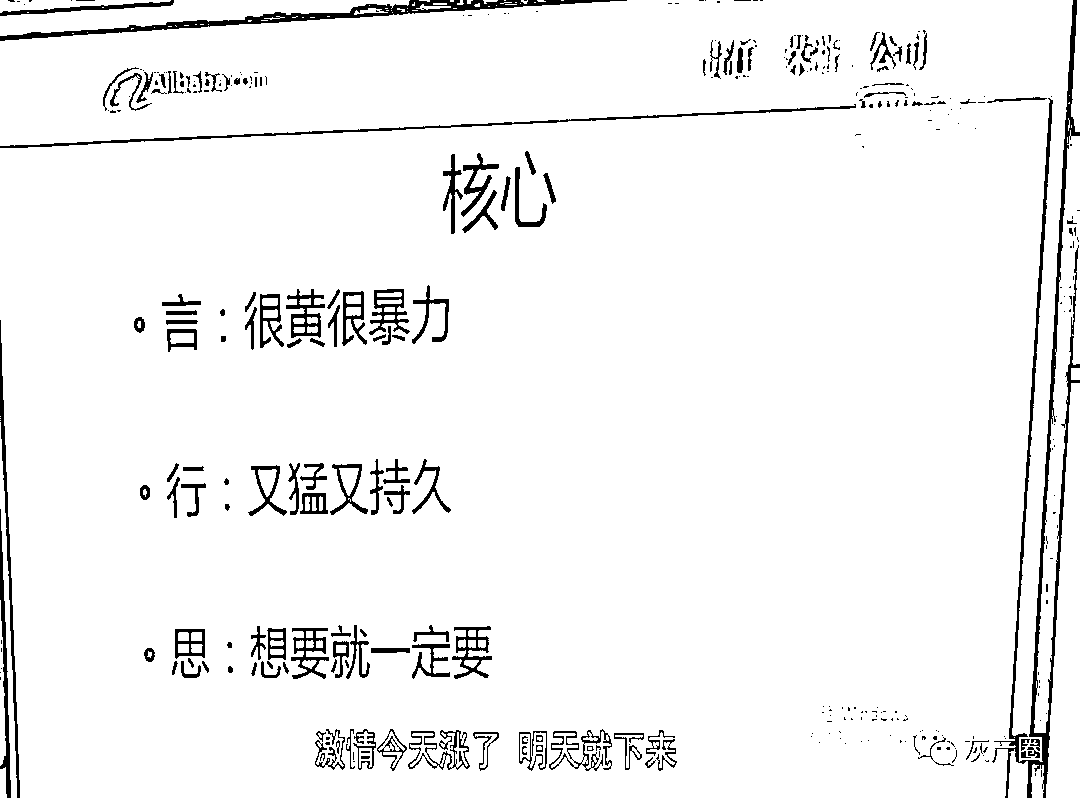 Alibaba.com
公司
核心
言：很黄很暴力
行：又猛又持久
思：想要就一定要
激情今天涨了 明天就下来
Windows
灰产圈